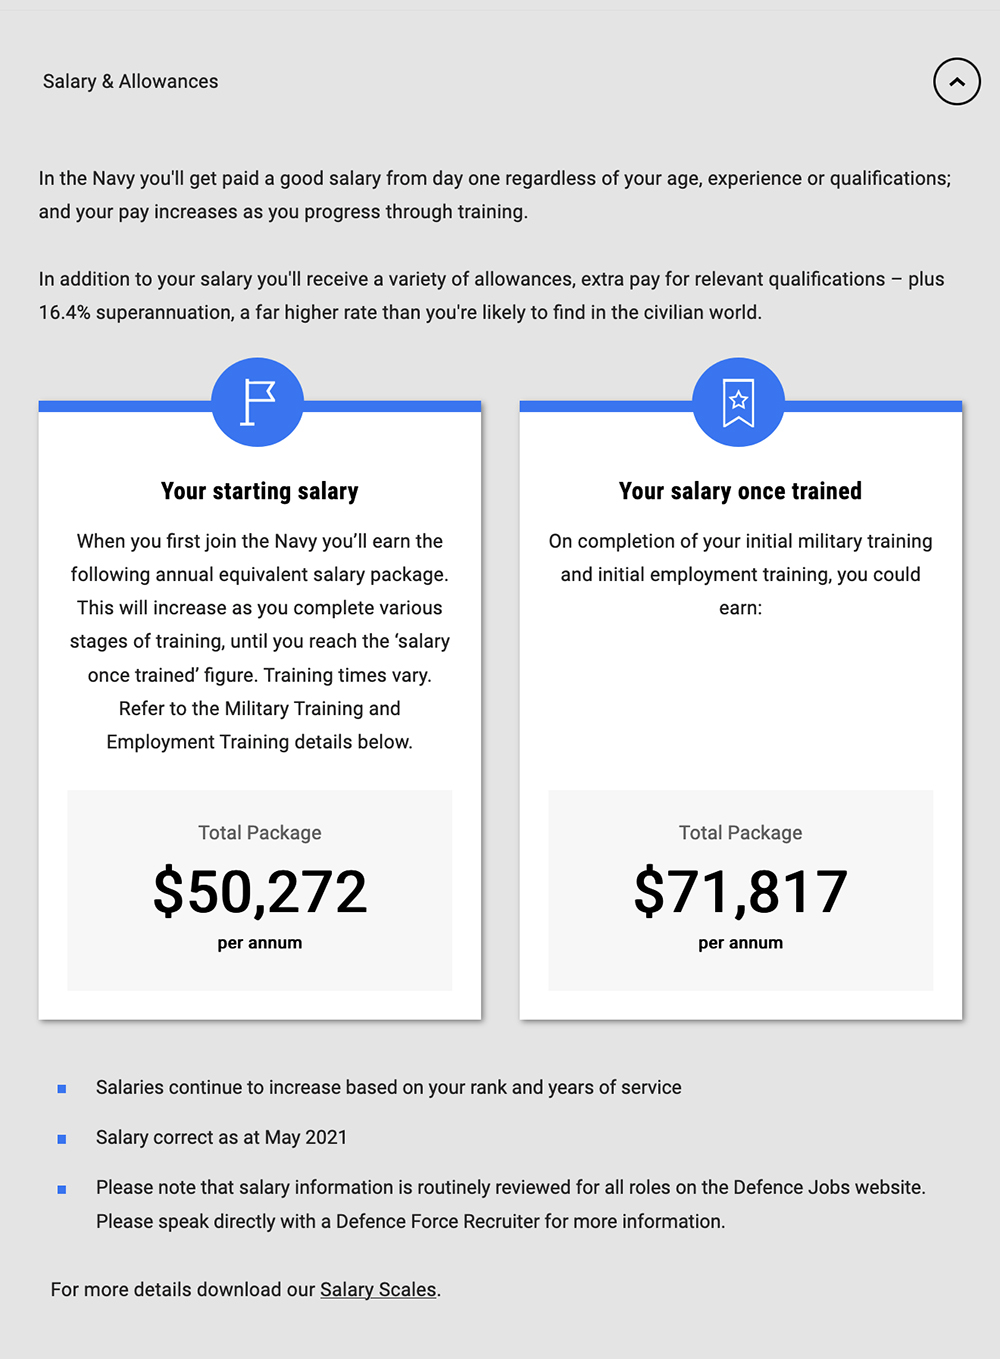 Salary & Allowances
In the Navy you'll get paid a good salary from day one regardless of your age, experience or qualifications;
and your pay increases as you progress through training.
In addition to your salary you'll receive a variety of allowances, extra pay for relevant qualifications – plus
16.4% superannuation, a far higher rate than you're likely to find in the civilian world.
Your starting salary
When you first join the Navy you’ll earn the
following annual equivalent salary package.
This will increase as you complete various
stages of training, until you reach the ‘salary
once trained’ figure. Training times vary.
Refer to the Military Training and
Employment Training details below.
Total Package
$50,272
per annum
Your salary once trained
On completion of your initial military training
and initial employment training, you could
earn:
Total Package
$71,817
per annum
Salaries continue to increase based on your rank and years of service
Salary correct as at May 2021
Please note that salary information is routinely reviewed for all roles on the Defence Jobs website.
Please speak directly with a Defence Force Recruiter for more information.
For more details download our Salary Scales.